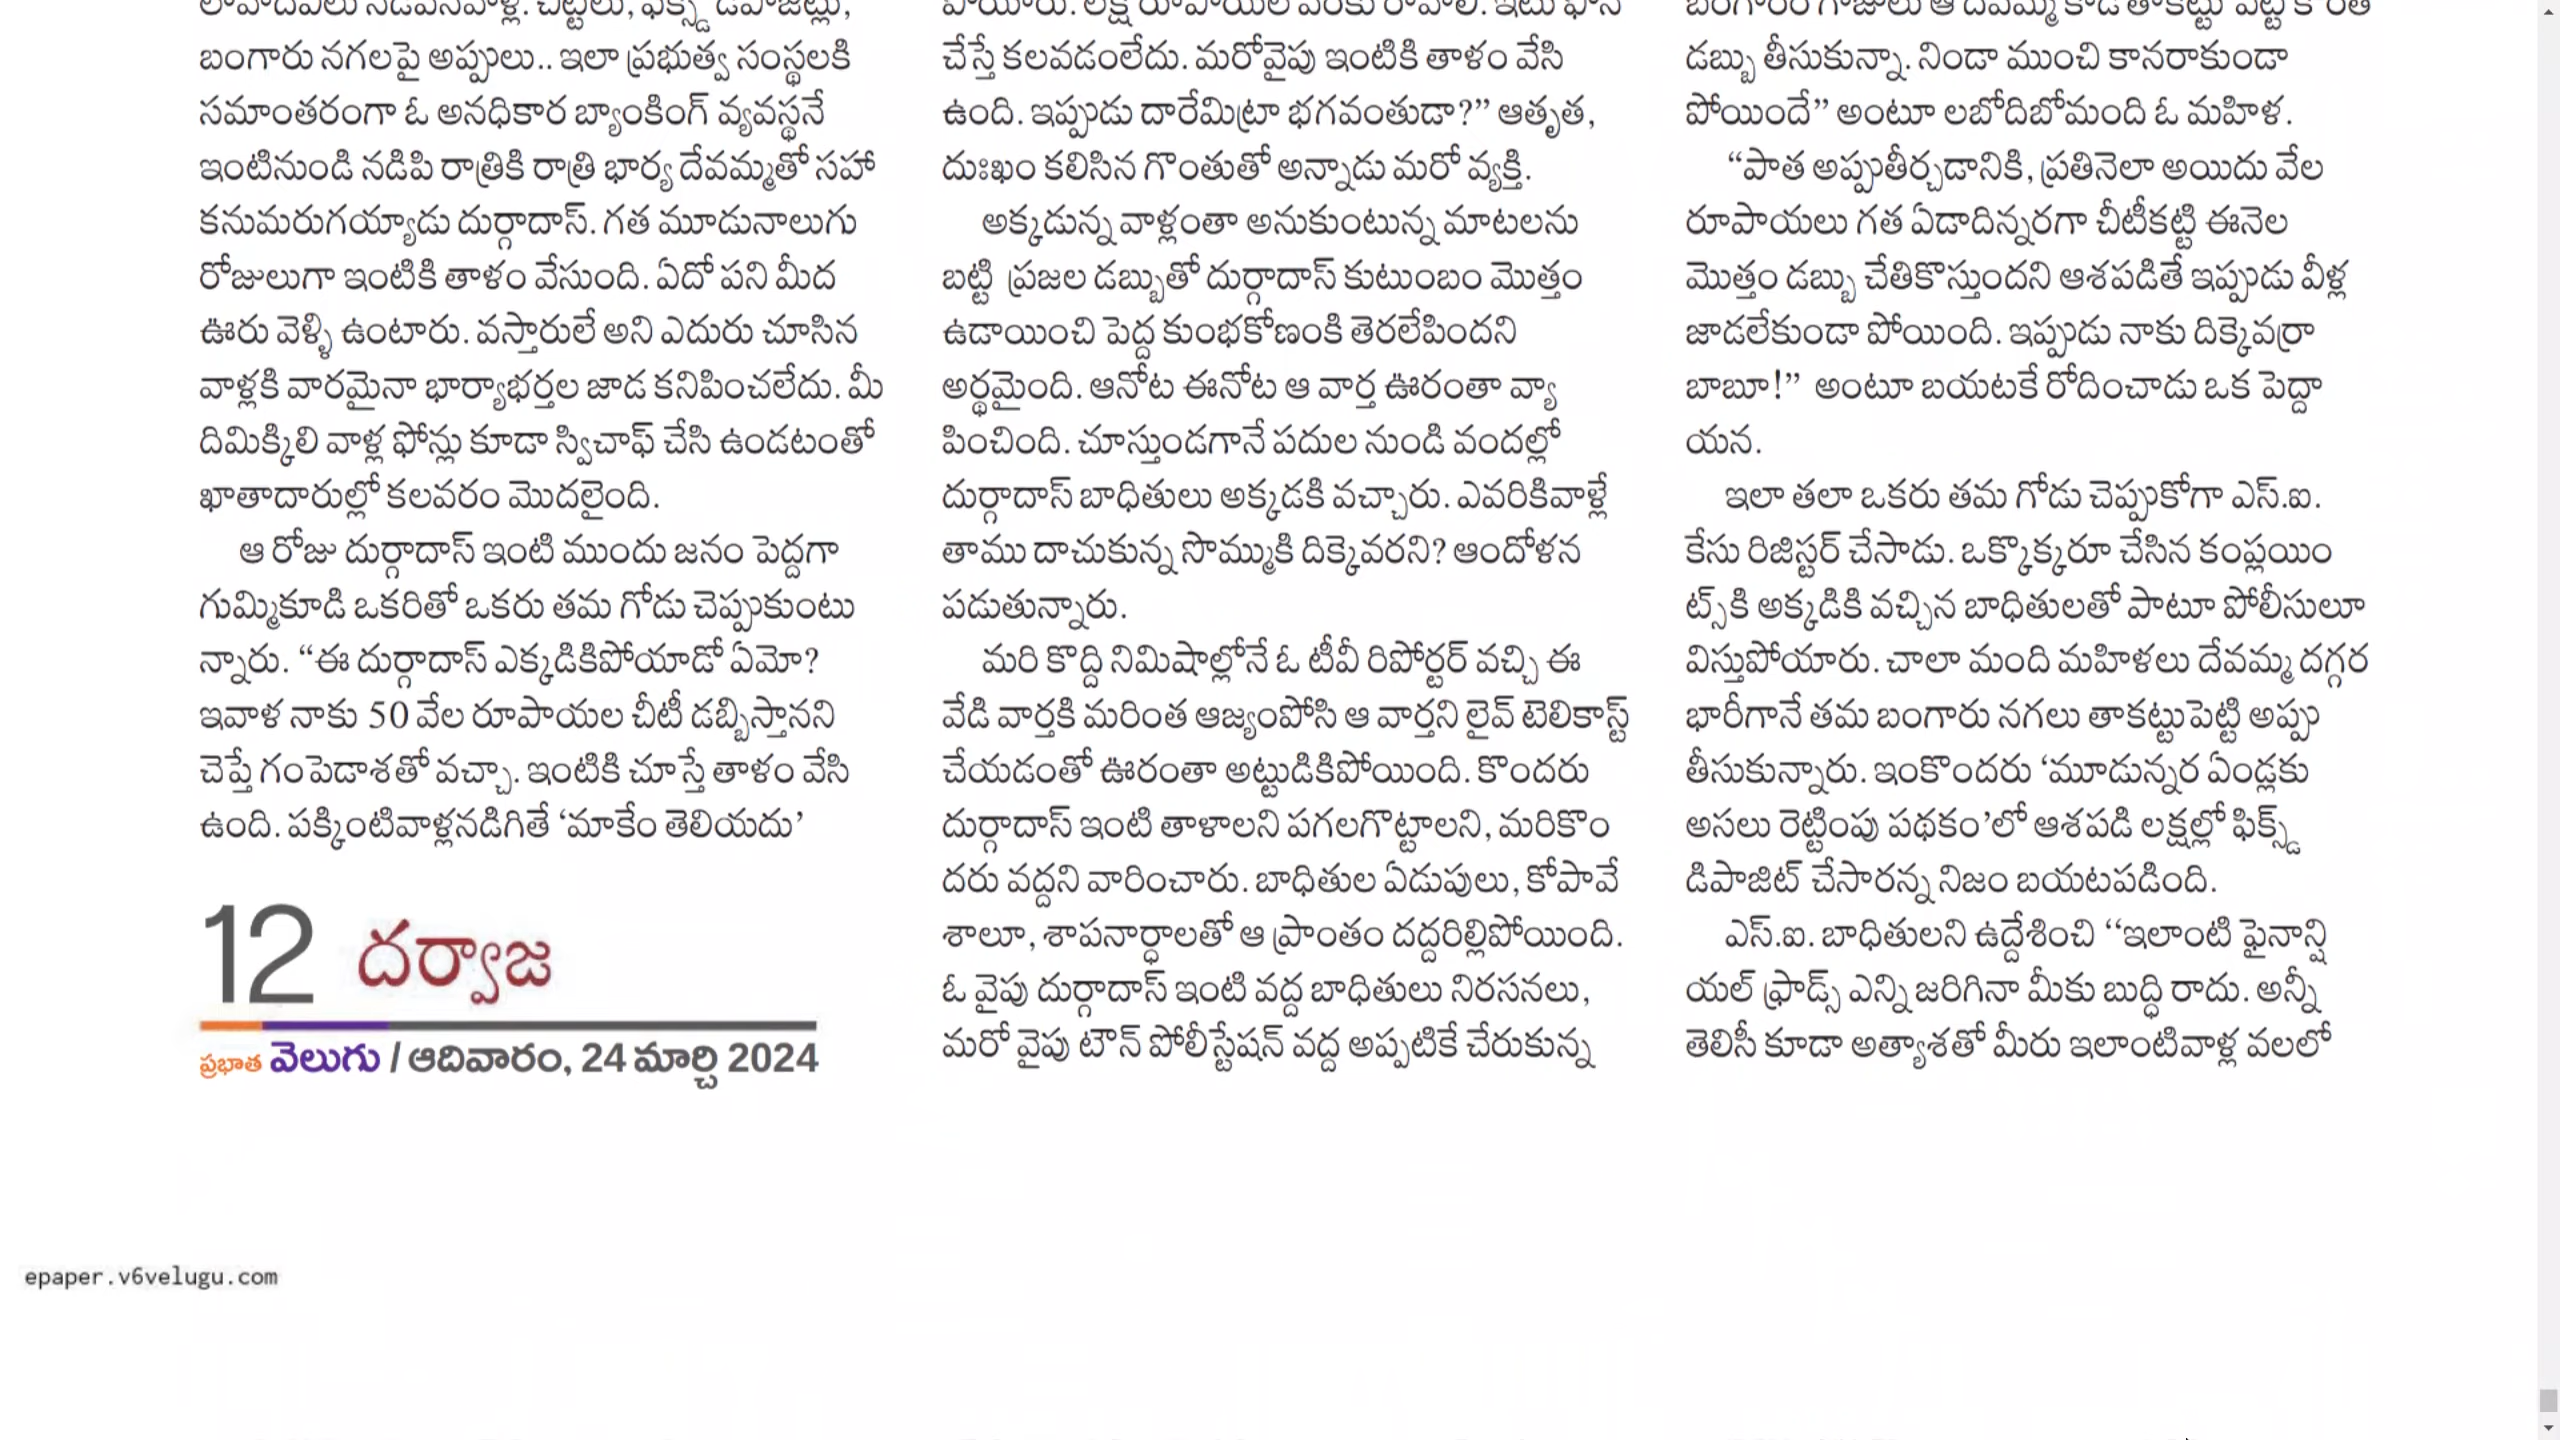 బంగారు నగలపై అప్పులు.. ఇలా ప్రభుత్వ సంస్థలకి
సమాంతరంగా ఓ అనధికార బ్యాంకింగ్ వ్యవస్థనే
ఇంటినుండి నడిపి రాత్రికి రాత్రి భార్య దేవమ్మతో సహా
కనుమరుగయ్యాడు దుర్గాదాస్. గత మూడునాలుగు
రోజులుగా ఇంటికి తాళం వేసుంది. ఏదో పని మీద
ఊరు వెళ్ళి ఉంటారు. వస్తారులే అని ఎదురు చూసిన
వాళ్లకి వారమైనా భార్యాభర్తల జాడ కనిపించలేదు. మీ
దిమిక్కిలి వాళ్ల ఫోన్లు కూడా స్విచాఫ్ చేసి ఉండటంతో
ఖాతాదారుల్లో కలవరం మొదలైంది.
ఆ రోజు దుర్గాదాస్ ఇంటి ముందు జనం పెద్దగా
గుమ్మికూడి ఒకరితో ఒకరు తమ గోడు చెప్పుకుంటు
న్నారు. “ఈ దుర్గాదాస్ ఎక్కడికిపోయాడో ఏమో?
ఇవాళ నాకు 50 వేల రూపాయల చీటీ డబ్బిస్తానని
చెప్తే గంపెడాశతో వచ్చా. ఇంటికి చూస్తే తాళం వేసి
ఉంది. పక్కింటివాళ్లనడిగితే ‘మాకేం తెలియదు’
12 దర్వాజ
ప్రభాత వెలుగు / ఆదివారం, 24 మార్చి 2024
చేస్తే కలవడంలేదు. మరోవైపు ఇంటికి తాళం వేసి
ఉంది. ఇప్పుడు దారేమిట్రా భగవంతుడా?” ఆతృత,
దుఃఖం కలిసిన గొంతుతో అన్నాడు మరో వ్యక్తి.
అక్కడున్న వాళ్లంతా అనుకుంటున్న మాటలను
బట్టి ప్రజల డబ్బుతో దుర్గాదాస్ కుటుంబం మొత్తం
ఉడాయించి పెద్ద కుంభకోణంకి తెరలేపిందని
అర్థమైంది. ఆనోట ఈనోట ఆ వార్త ఊరంతా వ్యా
పించింది. చూస్తుండగానే పదుల నుండి వందల్లో
దుర్గాదాస్ బాధితులు అక్కడకి వచ్చారు. ఎవరికివాళ్లే
తాము దాచుకున్న సొమ్ముకి దిక్కెవరని? ఆందోళన
పడుతున్నారు.
మరి కొద్ది నిమిషాల్లోనే ఓ టీవీ రిపోర్టర్ వచ్చి ఈ
వేడి వార్తకి మరింత ఆజ్యంపోసి ఆ వార్తని లైవ్ టెలికాస్ట్
చేయడంతో ఊరంతా అట్టుడికిపోయింది. కొందరు
దుర్గాదాస్ ఇంటి తాళాలని పగలగొట్టాలని, మరికొం
దరు వద్దని వారించారు. బాధితుల ఏడుపులు, కోపావే
శాలూ, శాపనార్ధాలతో ఆ ప్రాంతం దద్దరిల్లిపోయింది.
ఓ వైపు దుర్గాదాస్ ఇంటి వద్ద బాధితులు నిరసనలు,
మరో వైపు టౌన్ పోలీస్టేషన్ వద్ద అప్పటికే చేరుకున్న
డబ్బు తీసుకున్నా. నిండా ముంచి కానరాకుండా
పోయిందే” అంటూ లబోదిబోమంది ఓ మహిళ.
“పాత అప్పుతీర్చడానికి, ప్రతినెలా అయిదు వేల
రూపాయలు గత ఏడాదిన్నరగా చీటీకట్టి ఈనెల
మొత్తం డబ్బు చేతికొస్తుందని ఆశపడితే ఇప్పుడు వీళ్ల
జాడలేకుండా పోయింది. ఇప్పుడు నాకు దిక్కెవర్రా
బాబూ!” అంటూ బయటకే రోదించాడు ఒక పెద్దా
యన.
ఇలా తలా ఒకరు తమ గోడు చెప్పుకోగా ఎస్.ఐ.
కేసు రిజిస్టర్ చేసాడు. ఒక్కొక్కరూ చేసిన కంప్లయిం
ట్స్‌కి అక్కడికి వచ్చిన బాధితులతో పాటూ పోలీసులూ
విస్తుపోయారు. చాలా మంది మహిళలు దేవమ్మ దగ్గర
భారీగానే తమ బంగారు నగలు తాకట్టుపెట్టి అప్పు
తీసుకున్నారు. ఇంకొందరు ‘మూడున్నర ఏండ్లకు
అసలు రెట్టింపు పథకం’లో ఆశపడి లక్షల్లో ఫిక్స్డ్
డిపాజిట్ చేసారన్న నిజం బయటపడింది.
ఎస్.ఐ. బాధితులని ఉద్దేశించి “ఇలాంటి ఫైనాన్షి
యల్ ఫ్రాడ్స్ ఎన్ని జరిగినా మీకు బుద్ధి రాదు. అన్నీ
తెలిసీ కూడా అత్యాశతో మీరు ఇలాంటివాళ్ల వలలో
epaper.v6velugu.com